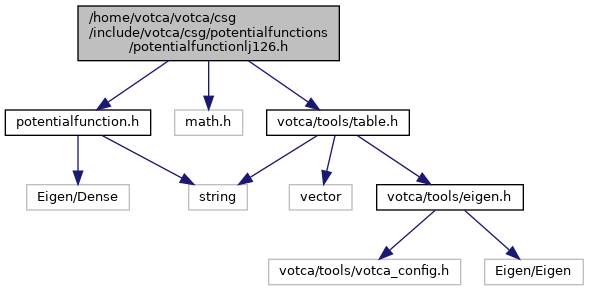 /home/votca/votca/csg
/include/votca/csg/potentialfunctions
/potentialfunctionlj126.h
potentialfunction.h
math.h
votca/tools/table.h
Eigen/Dense
string
vector
votca/tools/eigen.h
votca/tools/votca_config.h
Eigen/Eigen